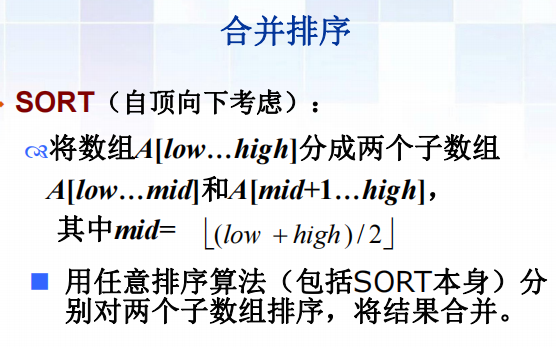 合并排序
SORT（自顶向下考虑）：
将数组A[low…high]分成两个子数组
A[low…mid]和A[mid+1…high]，
其中mid= ⌊(low + high)/2⌋
用任意排序算法（包括SORT本身）分
别对两个子数组排序，将结果合并。